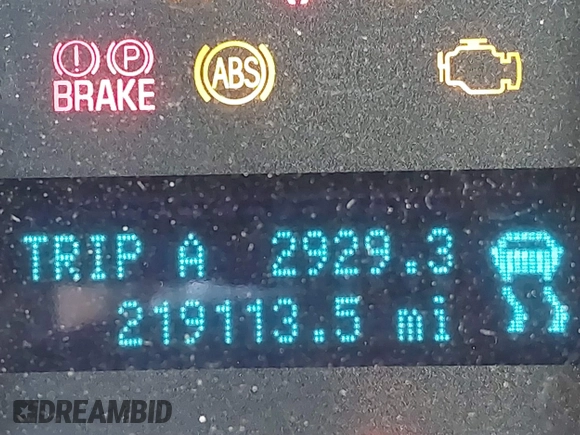 (!) (P)
BRAKE
ABS
TRIP A 2929.3
219113.5 mi
DREAMBID